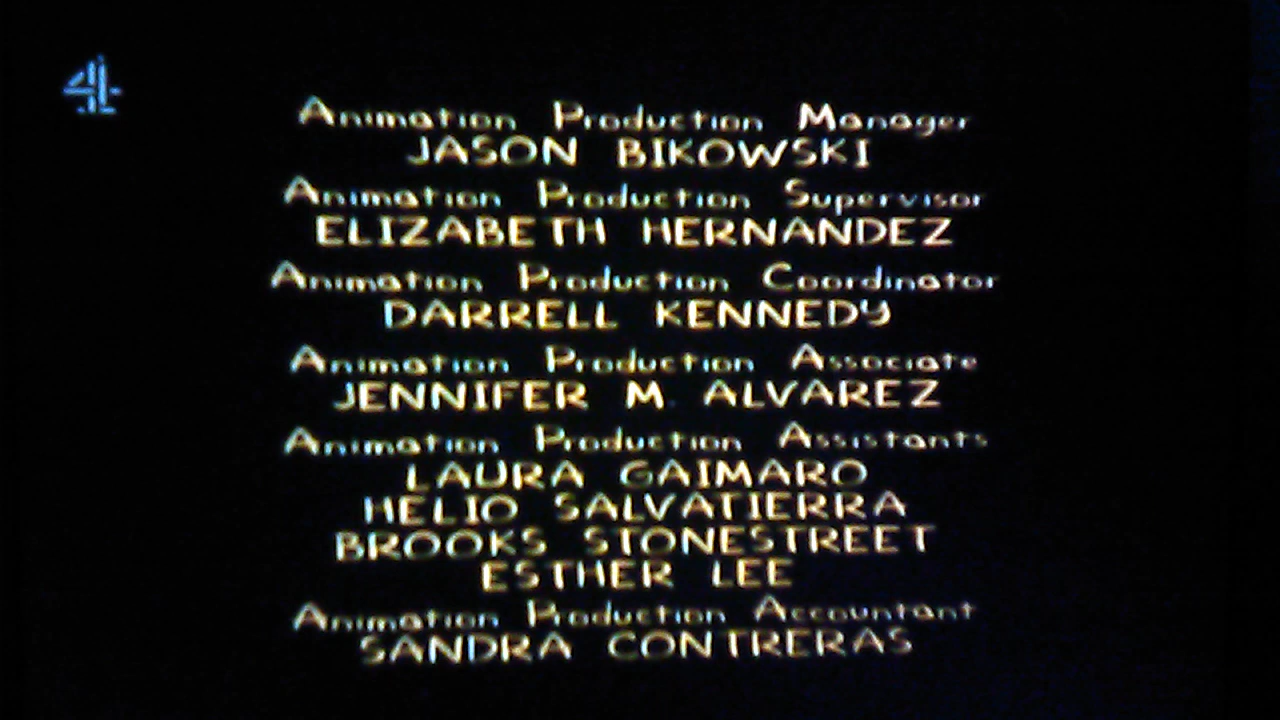 4
Animation Production Manager
JASON BIKOWSKI
Animation Production Supervisor
ELIZABETH HERNANDEZ
Animation Production Coordinator
DARRELL KENNEDY
Animation Production Associate
JENNIFER M. ALVAREZ
Animation Production Assistants
LAURA GAIMARO
HELIO SALVATIERRA
BROOKS STONESTREET
ESTHER LEE
Animation Production Accountant
SANDRA CONTRERAS